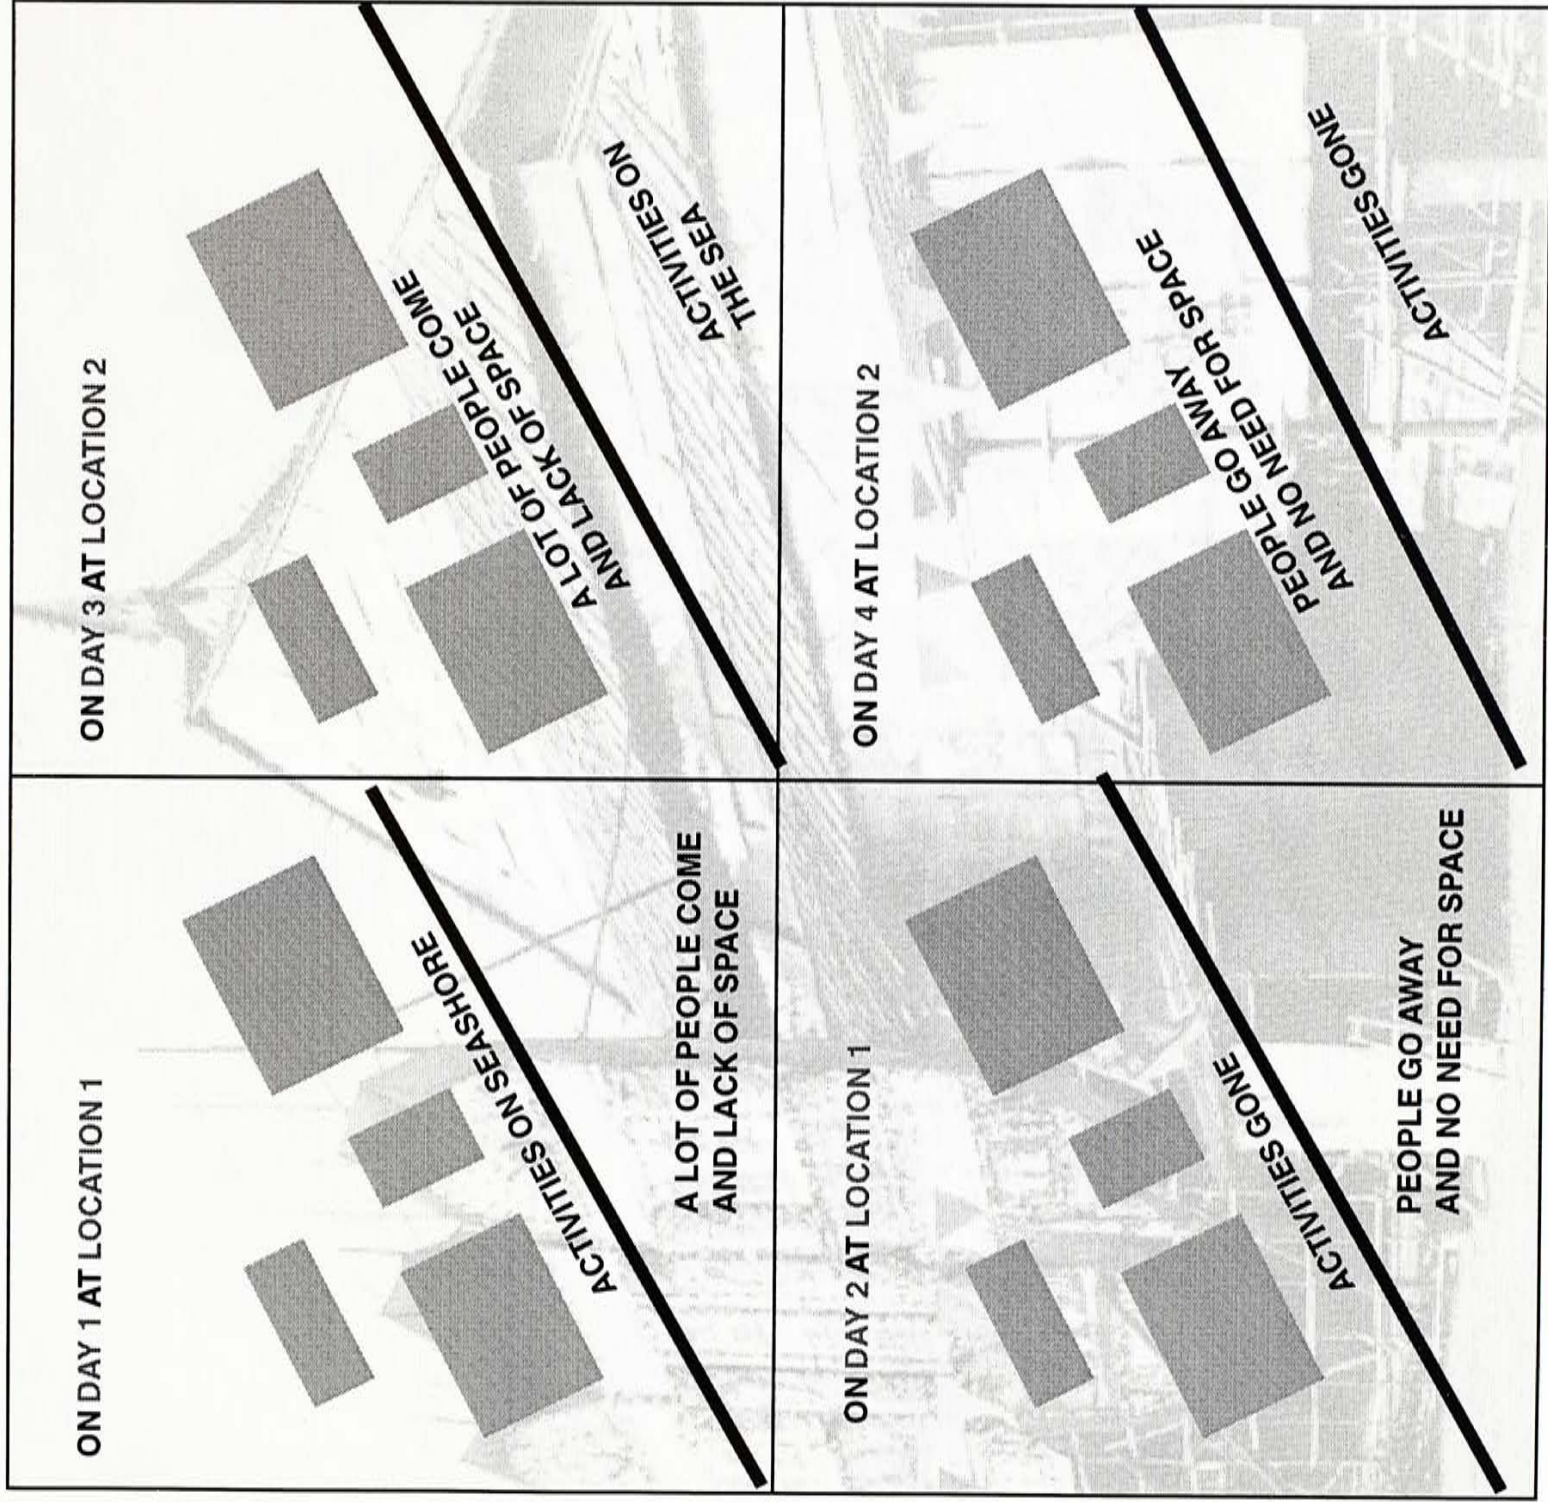 ON DAY 1 AT LOCATION 1
ACTIVITIES ON SEASHORE
A LOT OF PEOPLE COME
AND LACK OF SPACE
ON DAY 3 AT LOCATION 2
A LOT OF PEOPLE COME
AND LACK OF SPACE
ACTIVITIES ON
THE SEA
ON DAY 2 AT LOCATION 1
ACTIVITIES GONE
PEOPLE GO AWAY
AND NO NEED FOR SPACE
ON DAY 4 AT LOCATION 2
PEOPLE GO AWAY
AND NO NEED FOR SPACE
ACTIVITIES GONE